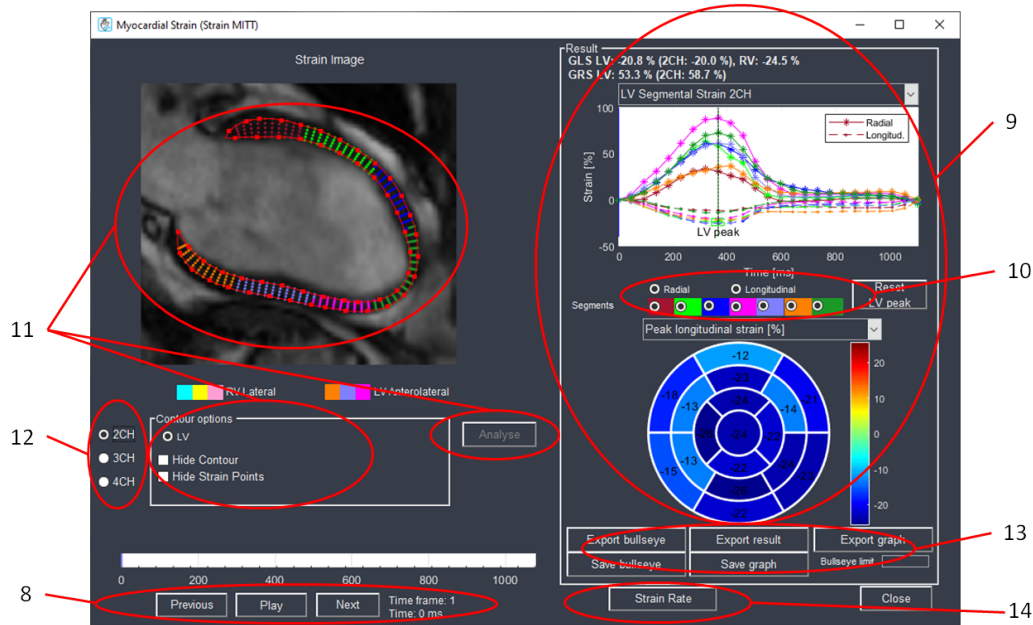 Myocardial Strain (Strain MITT)
Strain Image
Result
GLS LV: -20.8 % (2CH: -20.0 %), RV: -24.5 %
GRS LV: 53.3 % (2CH: 58.7 %)
LV Segmental Strain 2CH
100
50
0
-50
Strain [%]
Radial
Longitud.
LV peak
0 200 400 600 800 1000
Time [ms]
Radial Longitudinal
Reset
LV peak
Segments
Peak longitudinal strain [%]
-12
-23
-18 -24 -21
-13 -14
-26 -21 -22
-13
-15 -22
-22
20
10
0
-10
-20
RV Lateral LV Anterolateral
Contour options
2CH LV
3CH Hide Contour
4CH Hide Strain Points
Analyse
Export bullseye Export result Export graph
Save bullseye Save graph Bullseye limit
0 200 400 600 800 1000
Previous Play Next Time frame: 1
Time: 0 ms
Strain Rate Close
9
10
11
12
13
8
14